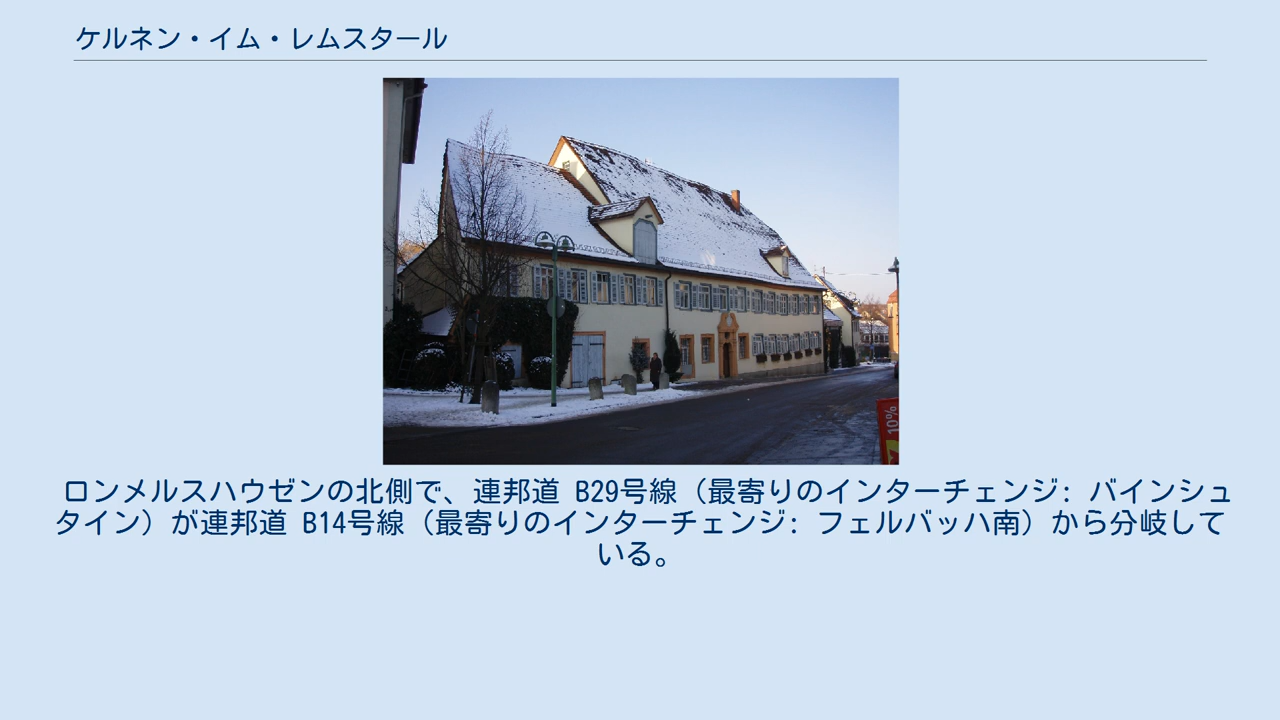 ケルネン・イム・レムスタール
10%
ロンメルスハウゼンの北側で、連邦道 B29号線（最寄りのインターチェンジ: バインシュ
タイン）が連邦道 B14号線（最寄りのインターチェンジ: フェルバッハ南）から分岐して
いる。